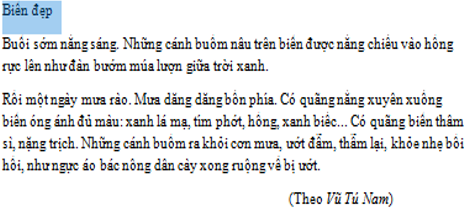 Biển đẹp
Buổi sớm nắng sáng. Những cánh buồm nâu trên biển được nắng chiếu vào hồng
rực lên như đàn bướm múa lượn giữa trời xanh.
Rồi một ngày mưa rào. Mưa dăng dăng bốn phía. Có quãng nắng xuyên xuống
biển óng ánh đủ màu: xanh lá mạ, tím phớt, hồng, xanh biếc... Có quãng biển thâm
sì, nặng trịch. Những cánh buồm ra khỏi cơn mưa, ướt đẫm, thẫm lại, khỏe nhẹ bồi
hồi, như ngực áo bác nông dân cày xong ruộng về bị ướt.
(Theo Vũ Tú Nam)